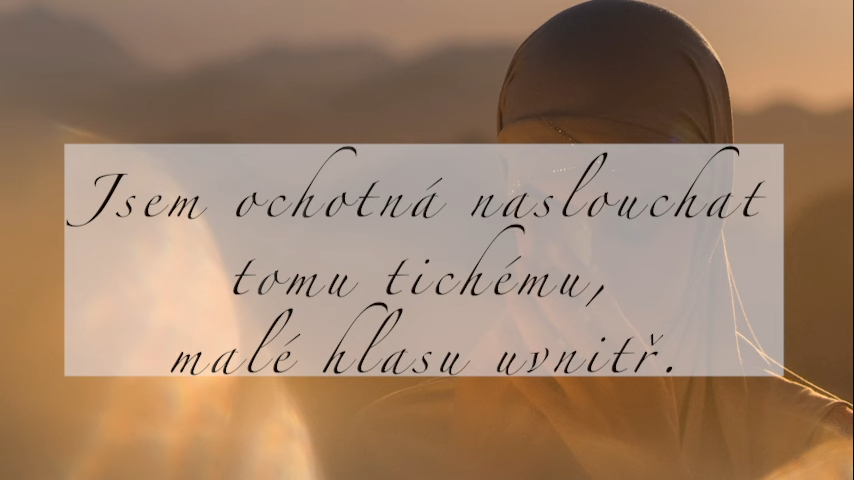 Jsem ochotná naslouchat
tomu tichému,
malé hlasu uvnitř.